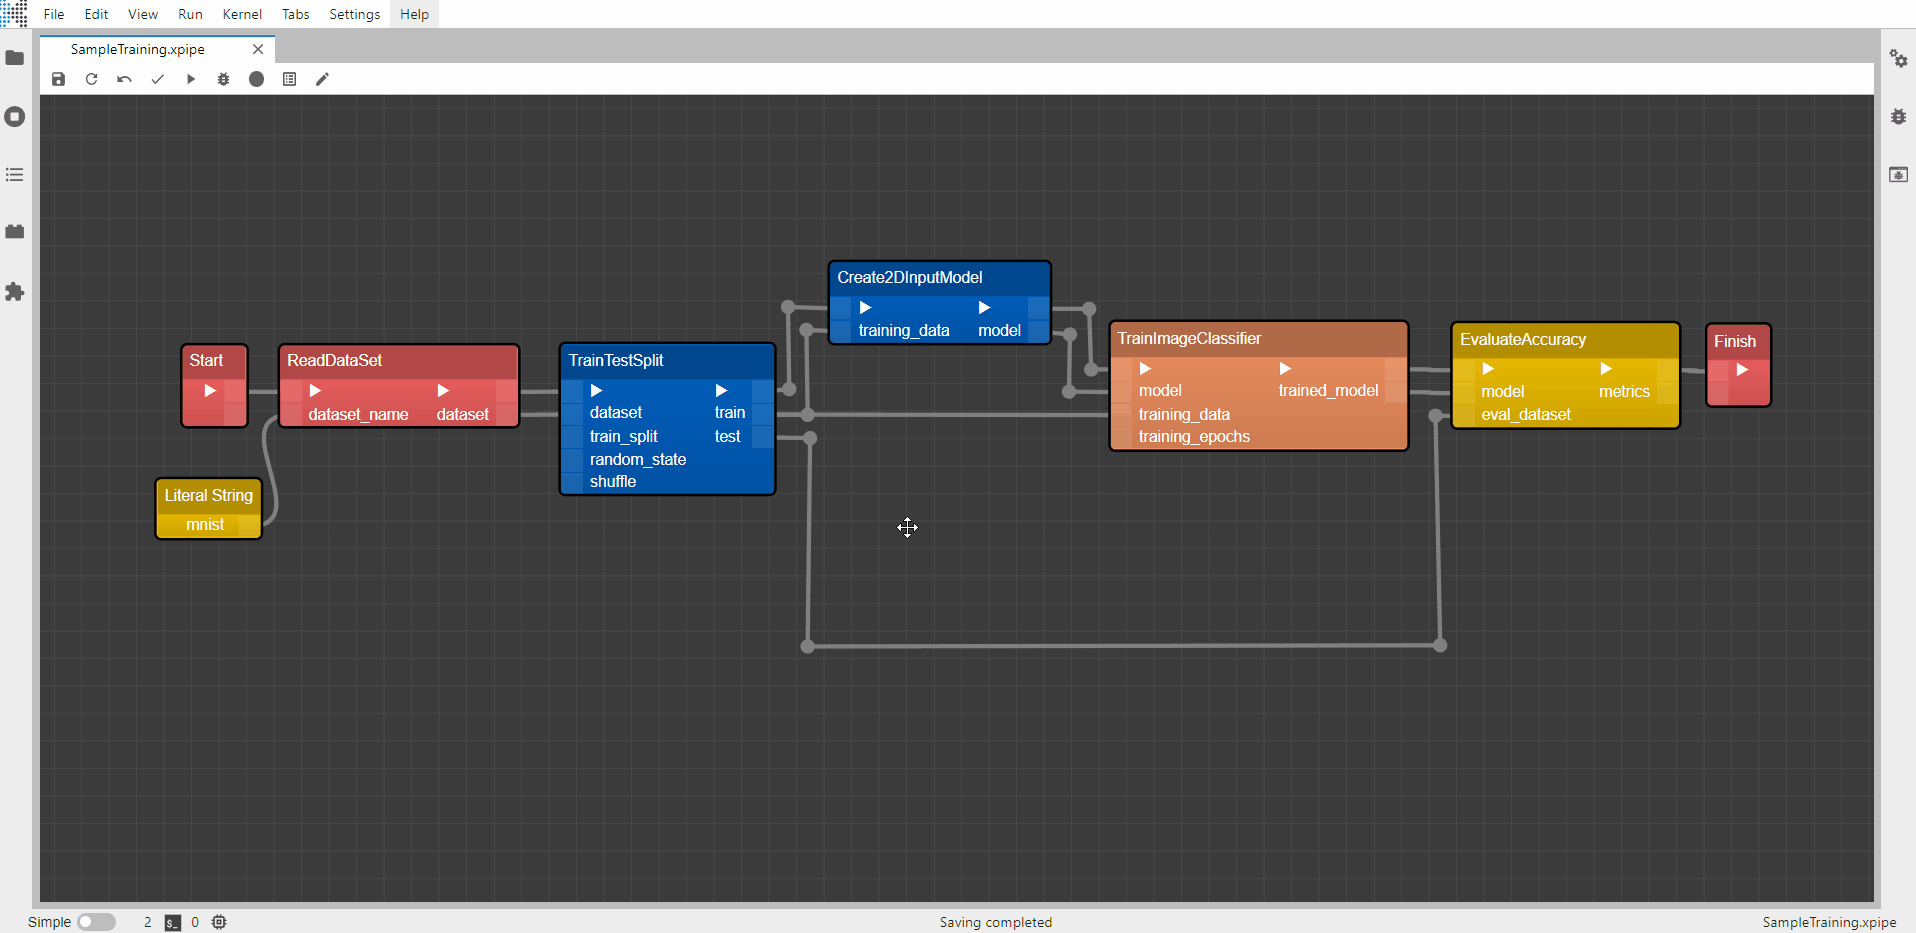 File Edit View Run Kernel Tabs Settings Help
SampleTraining.xpipe
Start
ReadDataSet
dataset_name dataset
Literal String
mnist
TrainTestSplit
dataset train
train_split test
random_state
shuffle
Create2DInputModel
training_data model
TrainImageClassifier
model trained_model
training_data
training_epochs
EvaluateAccuracy
model metrics
eval_dataset
Finish
Simple 2 $_ 0 Saving completed SampleTraining.xpipe